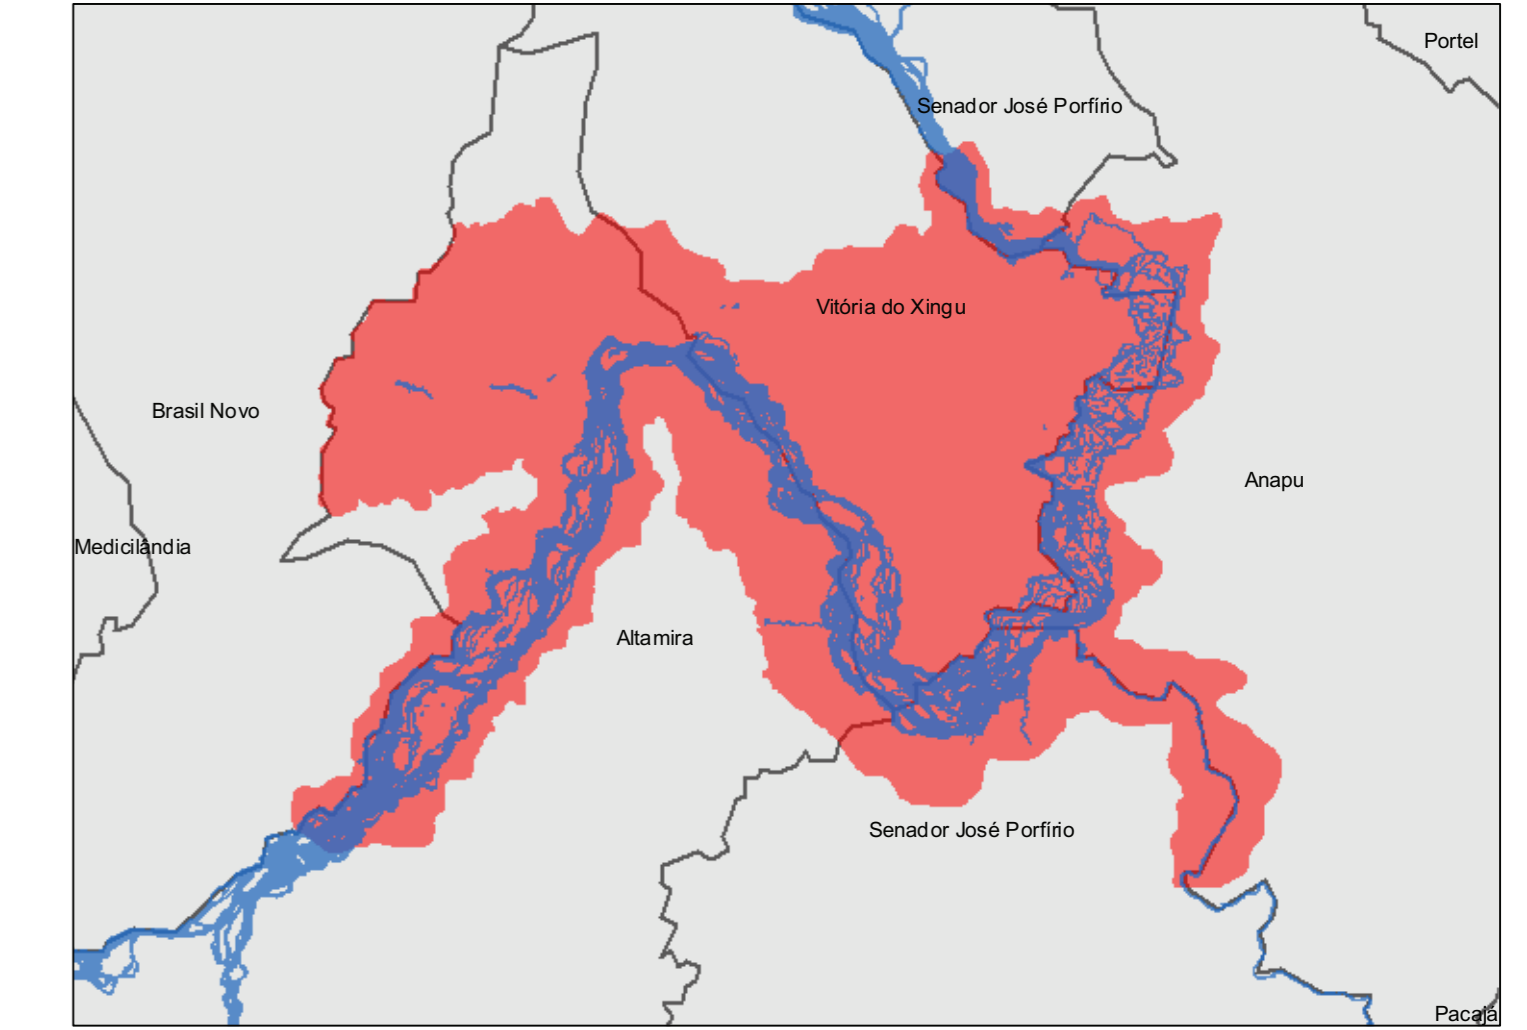 Portel
Senador José Porfírio
Vitória do Xingu
Brasil Novo
Anapu
Medicilândia
Altamira
Senador José Porfírio
Pacajá